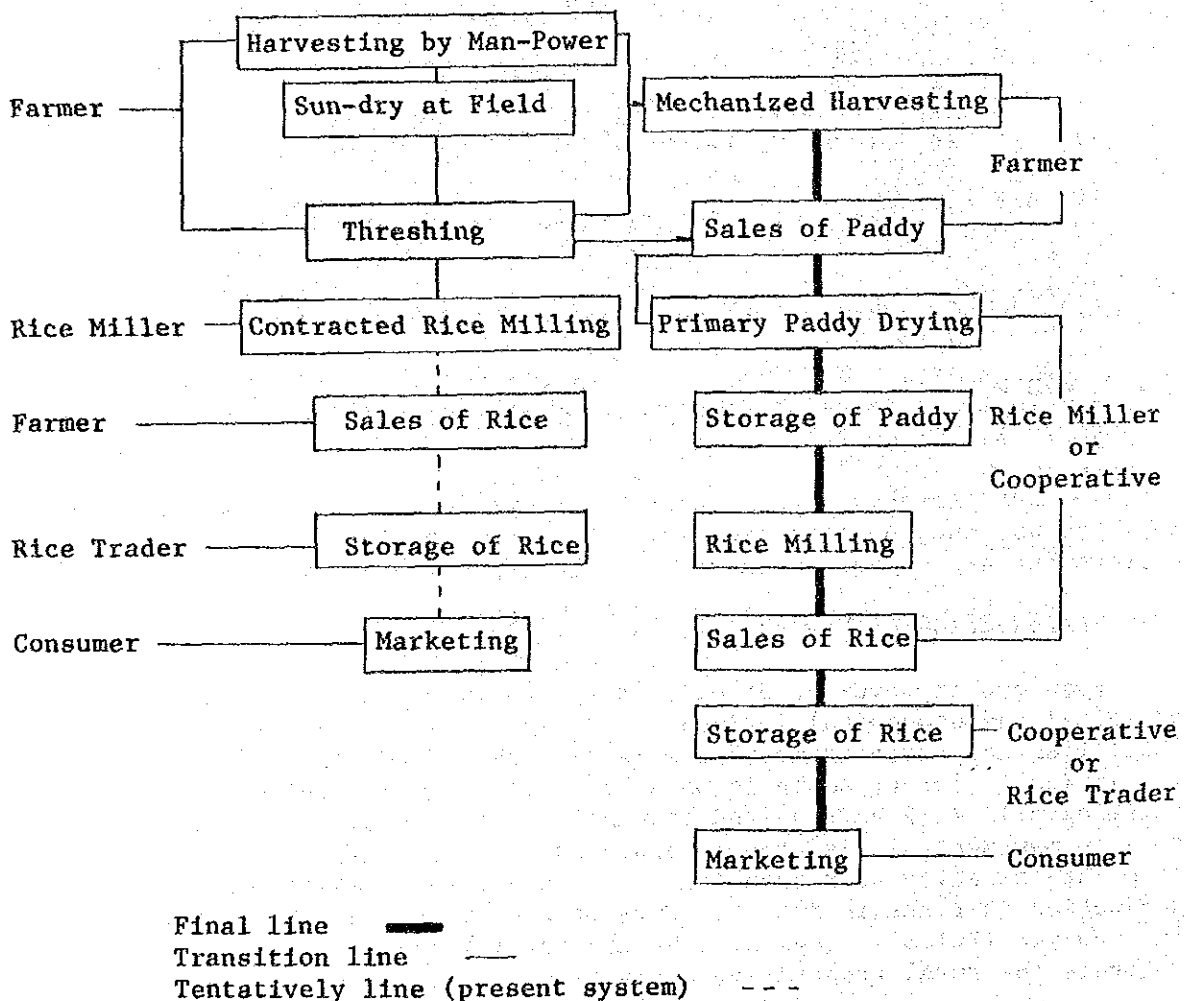 Harvesting by Man-Power
Farmer
Sun-dry at Field
Mechanized Harvesting
Farmer
Threshing
Sales of Paddy
Rice Miller
Contracted Rice Milling
Primary Paddy Drying
Farmer
Sales of Rice
Storage of Paddy
Rice Miller
or
Cooperative
Rice Trader
Storage of Rice
Rice Milling
Consumer
Marketing
Sales of Rice
Storage of Rice
Cooperative
or
Rice Trader
Marketing
Consumer
Final line
Transition line
Tentatively line (present system)